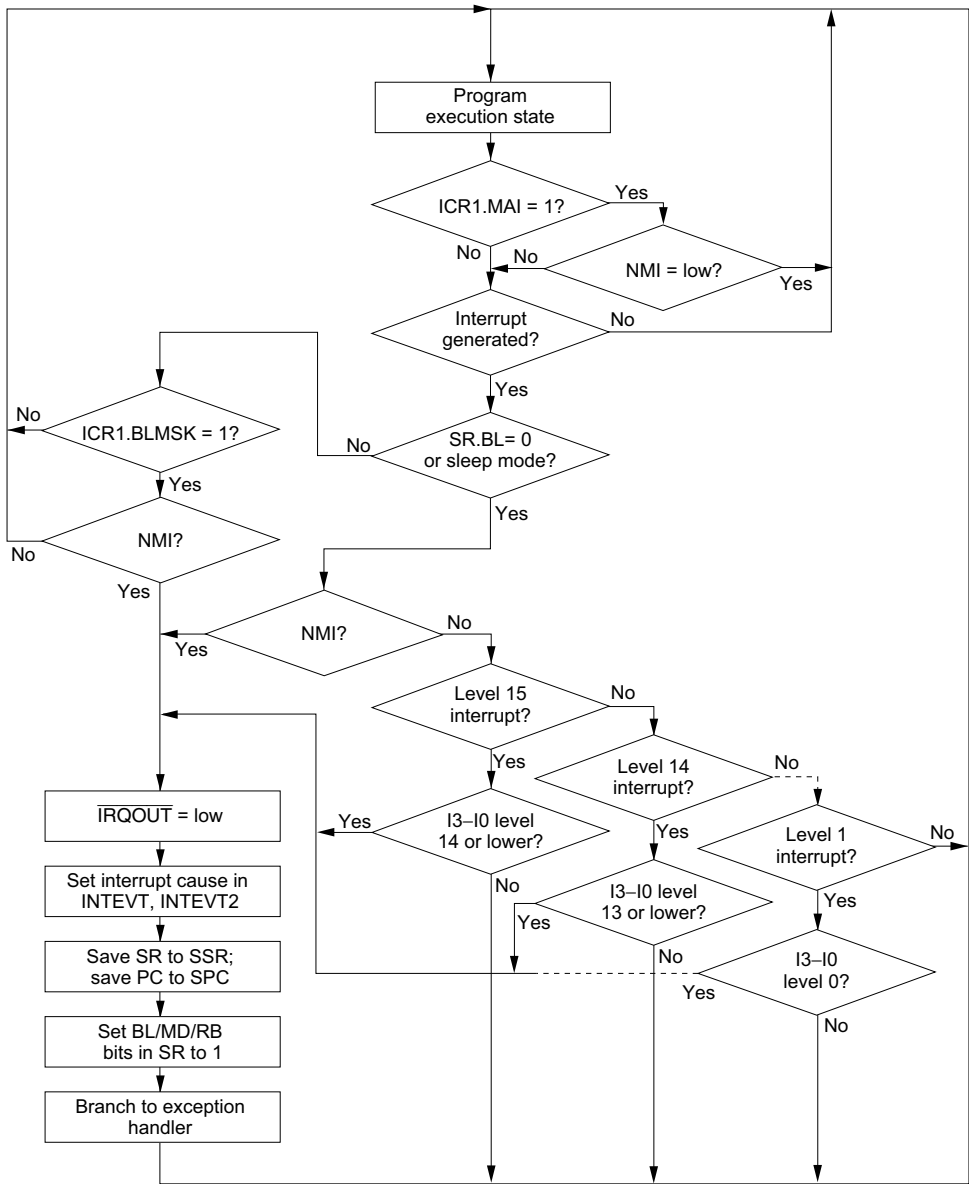 Program
execution state
ICR1.MAI = 1?
Yes
No
No
NMI = low?
Yes
Interrupt
generated?
No
Yes
No
ICR1.BLMSK = 1?
No
SR.BL= 0
or sleep mode?
Yes
Yes
NMI?
No
Yes
NMI?
No
Yes
Level 15
interrupt?
No
Yes
Level 14
interrupt?
No
IRQOUT = low
Yes
I3–I0 level
14 or lower?
Yes
Level 1
interrupt?
No
No
Set interrupt cause in
INTEVT, INTEVT2
I3–I0 level
13 or lower?
Yes
Yes
Save SR to SSR;
save PC to SPC
No
Yes
I3–I0
level 0?
Set BL/MD/RB
bits in SR to 1
No
Branch to exception
handler